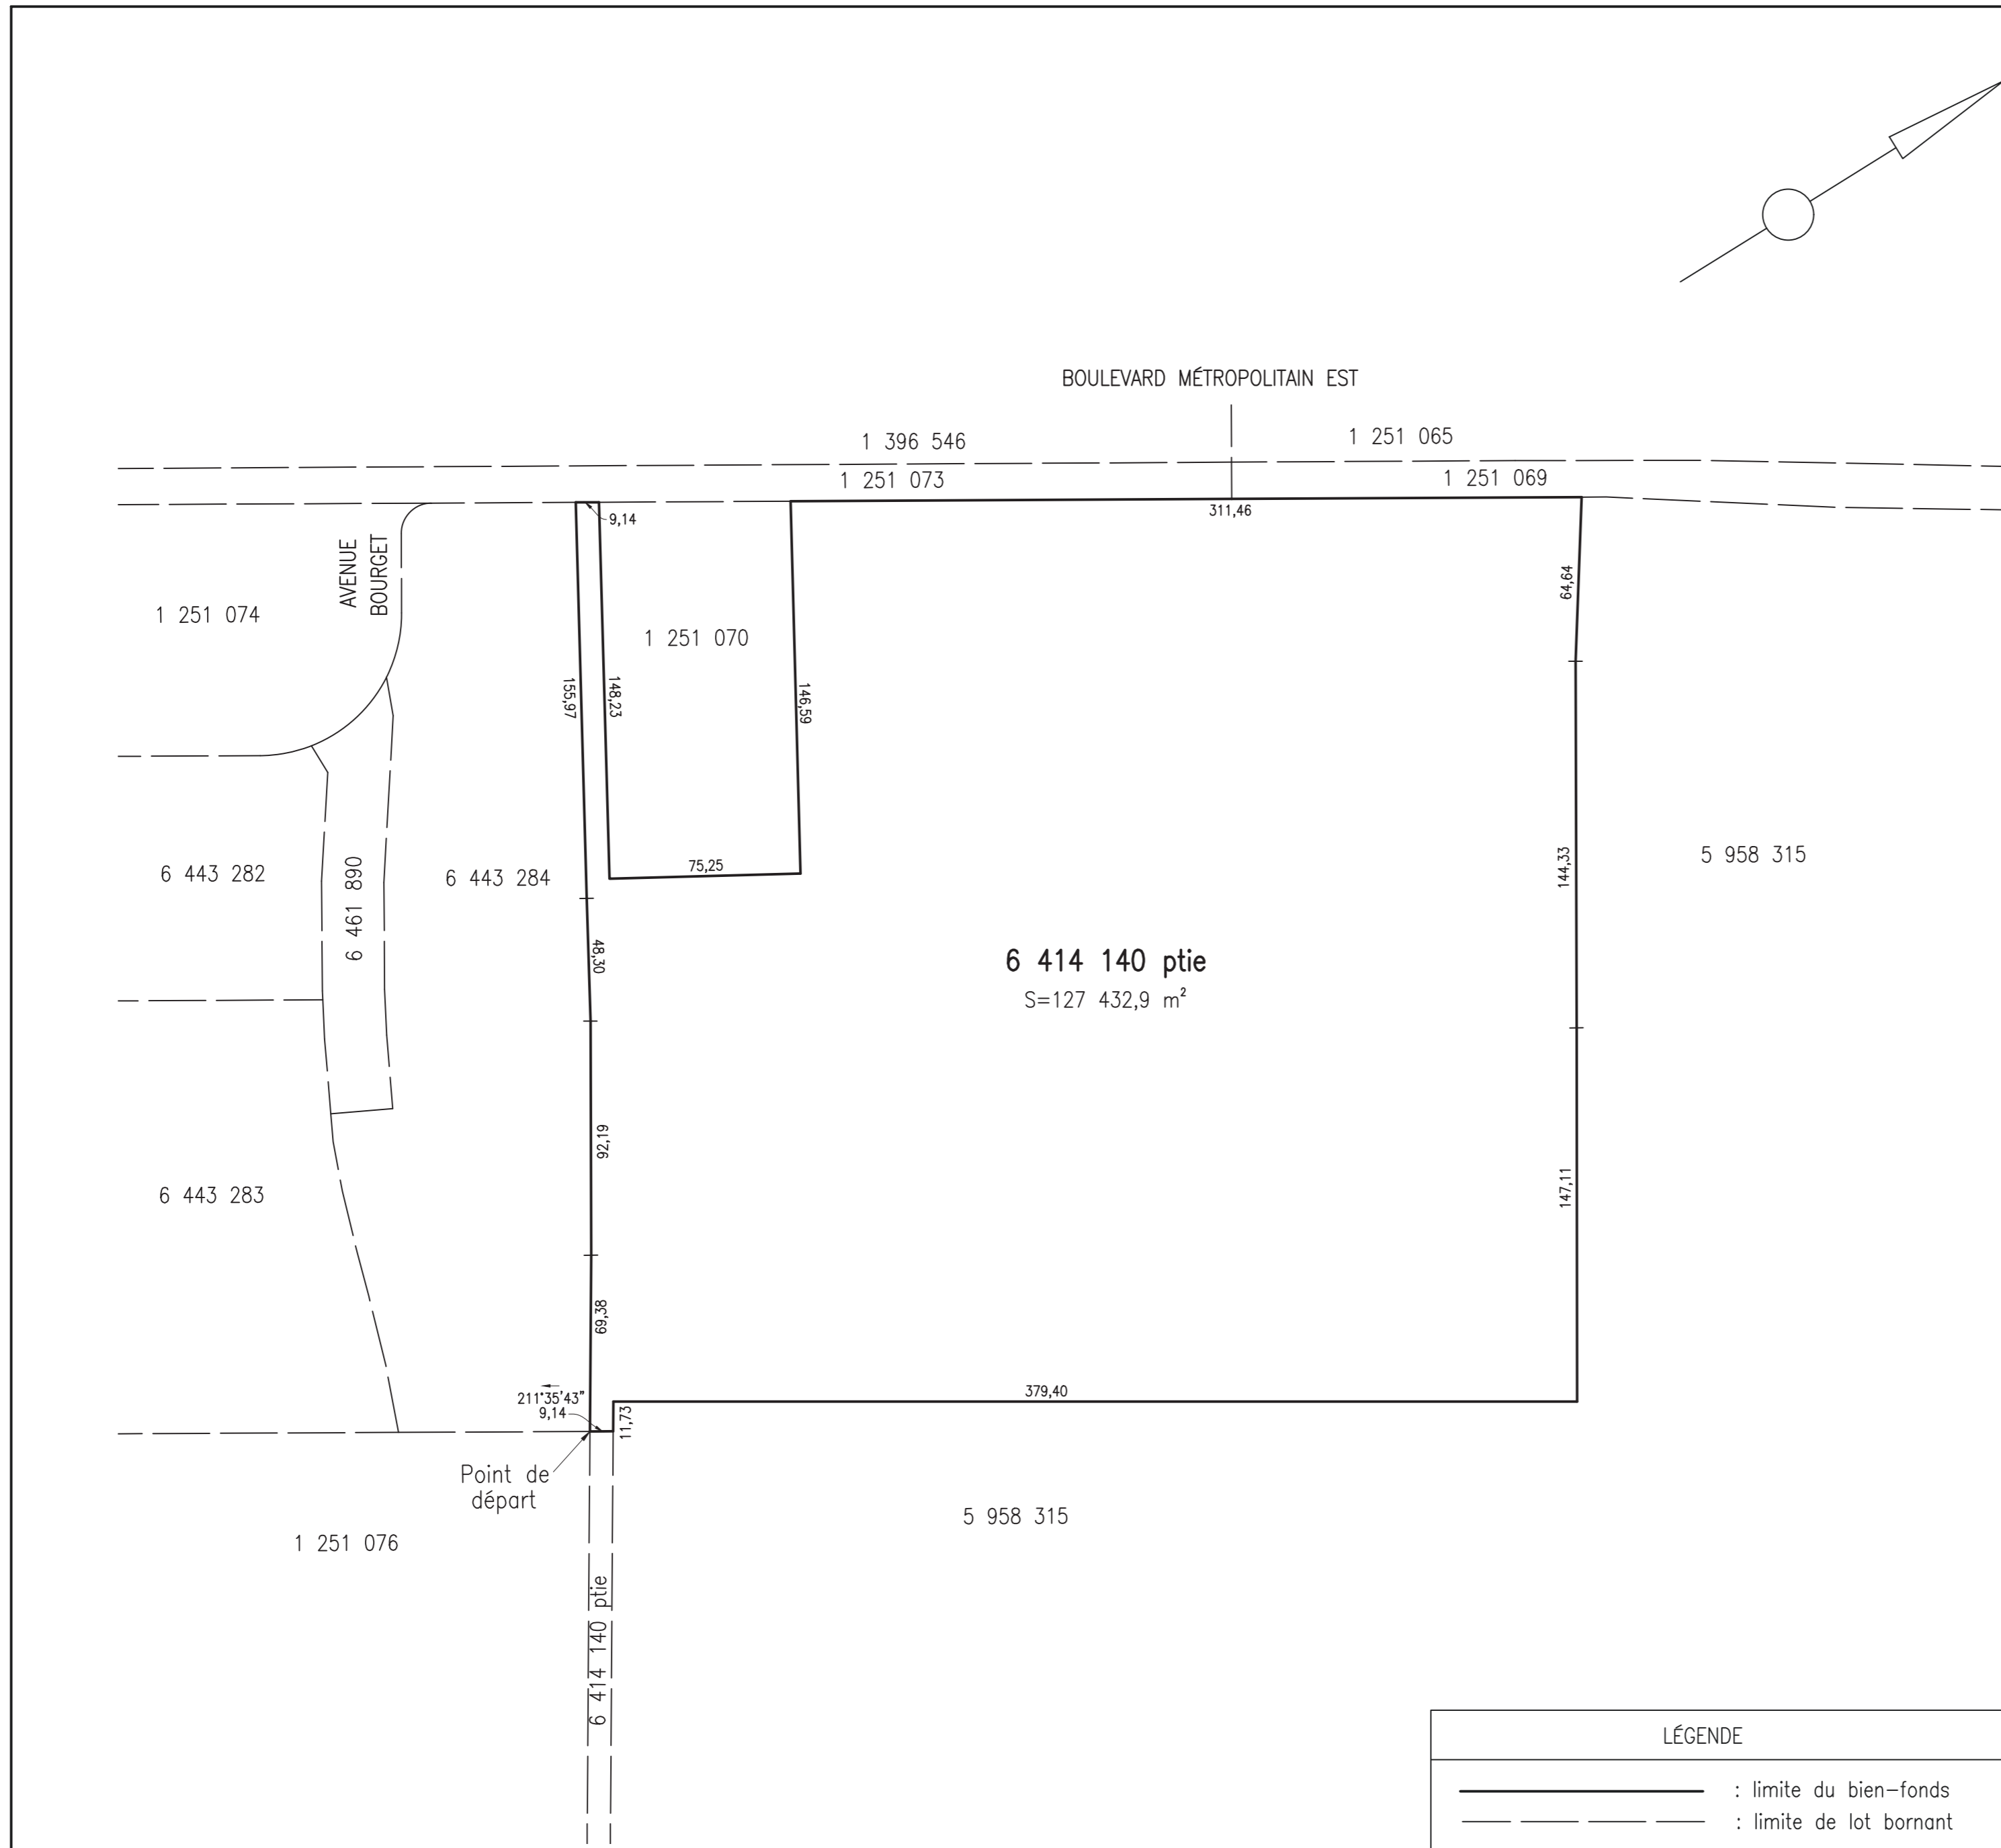 BOULEVARD MÉTROPOLITAIN EST
1 396 546
1 251 065
1 251 073
1 251 069
9,14
311,46
AVENUE
BOURGET
64,64
1 251 074
1 251 070
155,97
148,23
146,59
75,25
144,33
5 958 315
6 443 282
6 461 890
6 443 284
48,30
6 414 140 ptie
S=127 432,9 m²
92,19
147,11
6 443 283
69,38
211°35'43"
9,14
11,73
379,40
Point de
départ
5 958 315
1 251 076
6 414 140 ptie
LÉGENDE
: limite du bien-fonds
: limite de lot bornant